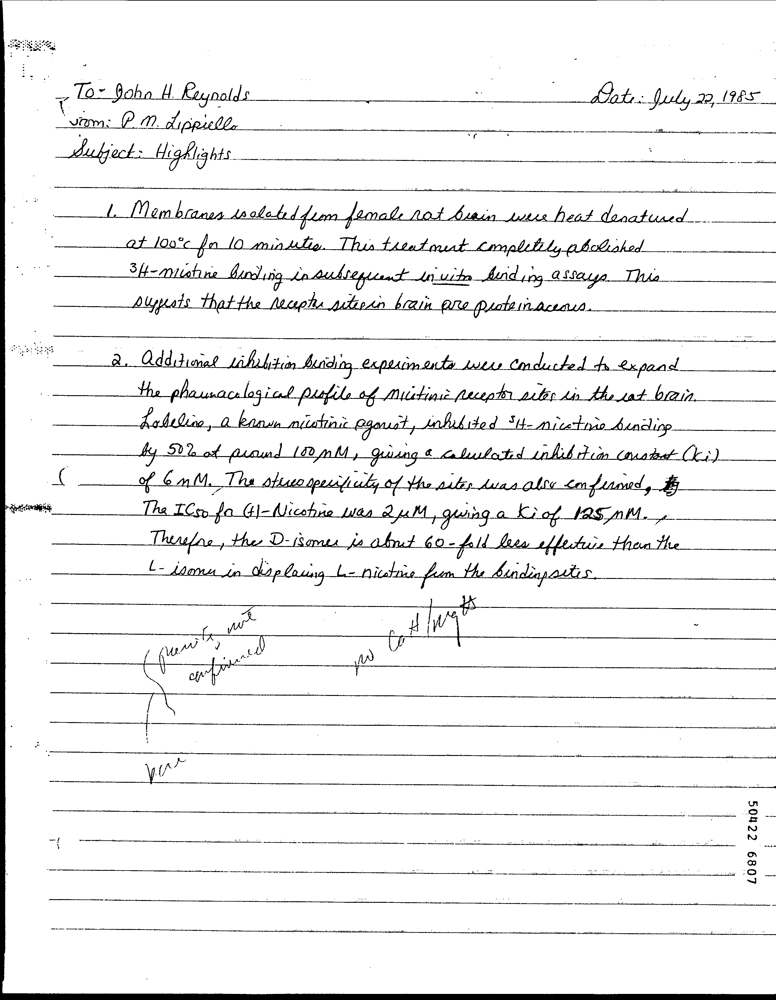 To - John H. Reynolds
Date: July 22, 1985
From: P. M. Lippiello
Subject: Highlights
1. Membranes isolated from female rat brain were heat denatured
at 100°c for 10 minutes. This treatment completely abolished
³H-nicotine binding in subsequent in vitro binding assays. This
suggests that the receptor sites in brain are proteinaceous.
2. Additional inhibition binding experiments were conducted to expand
the pharmacological profile of nicotinic receptor sites in the rat brain.
Lobeline, a known nicotinic agonist, inhibited ³H-nicotine binding
by 50% at around 100 nM, giving a calculated inhibition constant (Ki)
of 6 nM. The stereospecificity of the sites was also confirmed,
The IC50 for (+)-Nicotine was 2 µM, giving a Ki of 125 nM.
Therefore, the D-isomer is about 60-fold less effective than the
L-isomer in displacing L-nicotine from the binding sites.
not
confirmed
no Ca++/Mg++
50422 6807